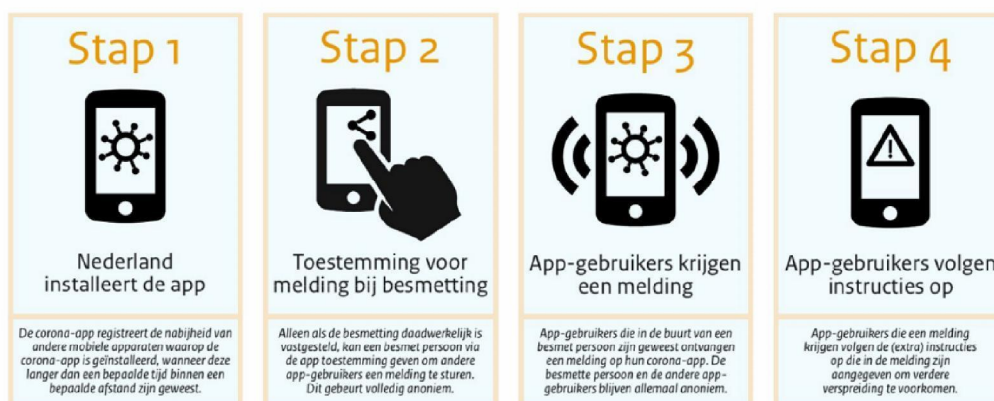 Stap 1
Nederland
installeert de app
De corona-app registreert de nabijheid van
andere mobiele apparaten waarop de
corona-app is geïnstalleerd, wanneer deze
langer dan een bepaalde tijd binnen een
bepaalde afstand zijn geweest.
Stap 2
Toestemming voor
melding bij besmetting
Alleen als de besmetting daadwerkelijk is
vastgesteld, kan een besmet persoon via
de app toestemming geven om andere
app-gebruikers een melding te sturen.
Dit gebeurt volledig anoniem.
Stap 3
App-gebruikers krijgen
een melding
App-gebruikers die in de buurt van een
besmet persoon zijn geweest ontvangen
een melding op hun corona-app. De
besmette persoon en de andere app-
gebruikers blijven allemaal anoniem.
Stap 4
App-gebruikers volgen
instructies op
App-gebruikers die een melding
krijgen volgen de (extra) instructies
op die in de melding zijn
aangegeven om verdere
verspreiding te voorkomen.